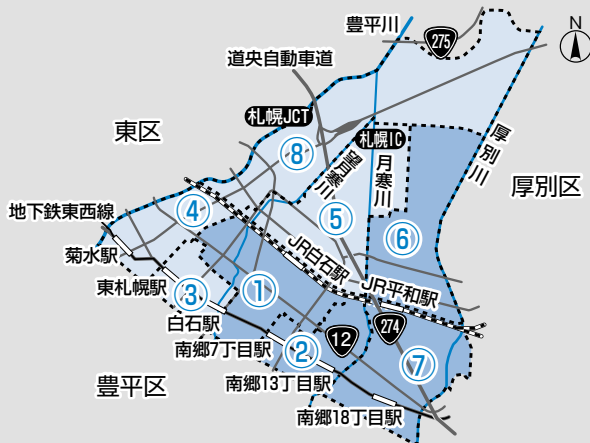 豊平川
275
N
道央自動車道
札幌JCT
東区
札幌IC
厚別川
⑧
望月寒川
月寒川
厚別区
④
地下鉄東西線
⑤
⑥
菊水駅
JR白石駅
東札幌駅
③
①
JR平和駅
白石駅
274
12
南郷7丁目駅
②
⑦
豊平区
南郷13丁目駅
南郷18丁目駅